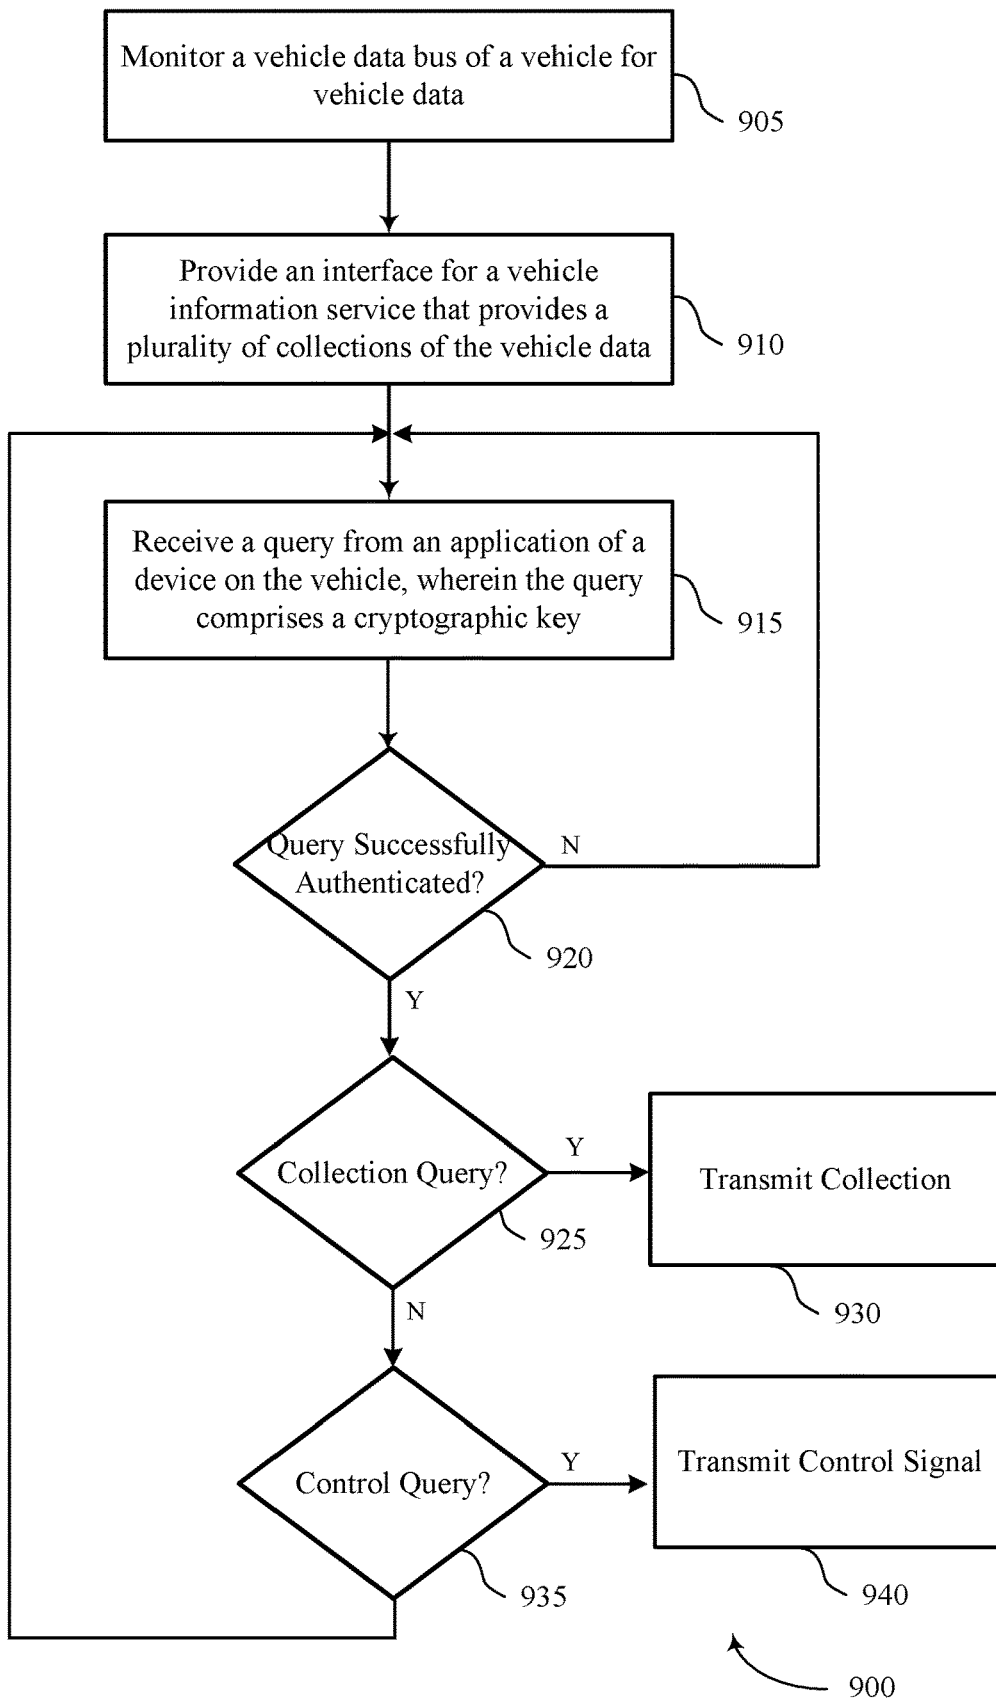 Monitor a vehicle data bus of a vehicle for
vehicle data
905
Provide an interface for a vehicle
information service that provides a
plurality of collections of the vehicle data
910
Receive a query from an application of a
device on the vehicle, wherein the query
comprises a cryptographic key
915
Query Successfully
Authenticated?
N
920
Y
Collection Query?
Y
925
Transmit Collection
930
N
Control Query?
Y
935
Transmit Control Signal
940
900